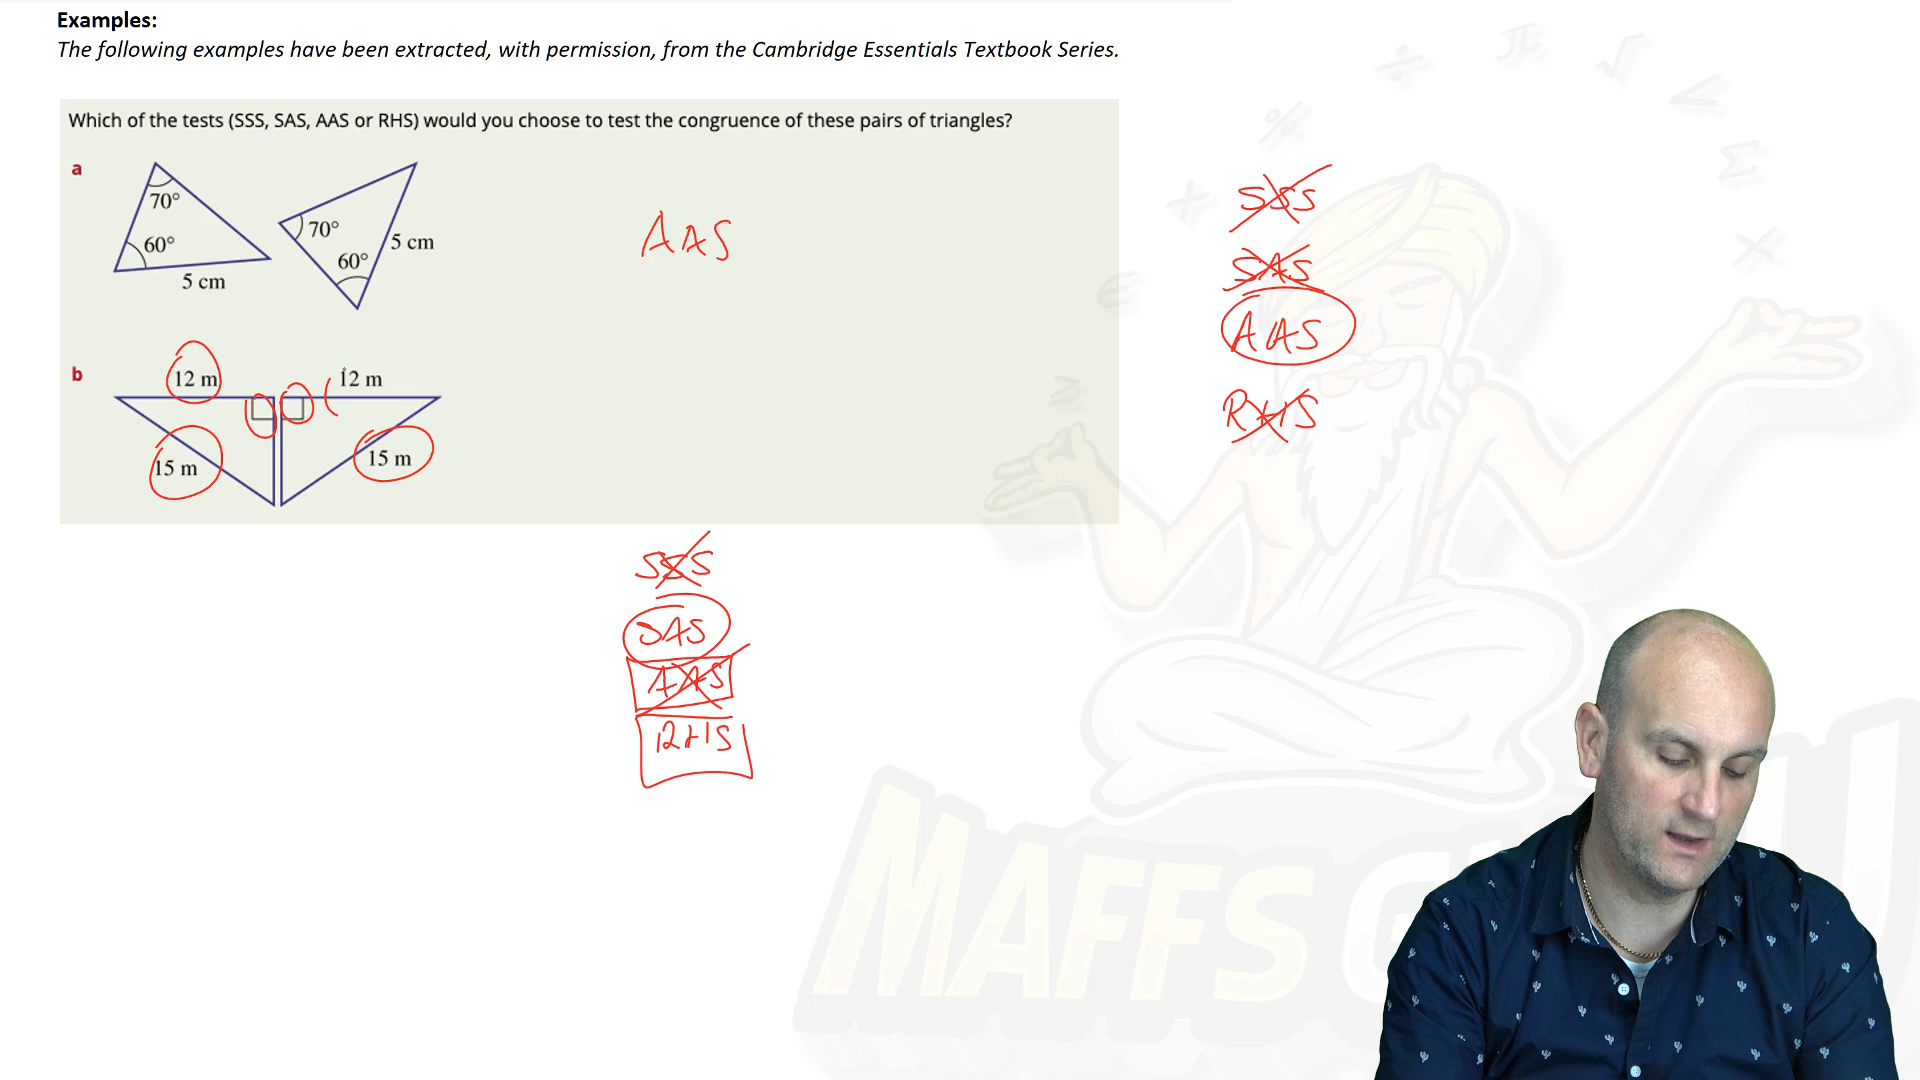 Examples:
The following examples have been extracted, with permission, from the Cambridge Essentials Textbook Series.
Which of the tests (SSS, SAS, AAS or RHS) would you choose to test the congruence of these pairs of triangles?
a
70°
60°
5 cm
70°
60°
5 cm
AAS
SSS
SAS
AAS
RHS
b
12 m
12 m
15 m
15 m
SSS
SAS
AAS
RHS
MAFFS